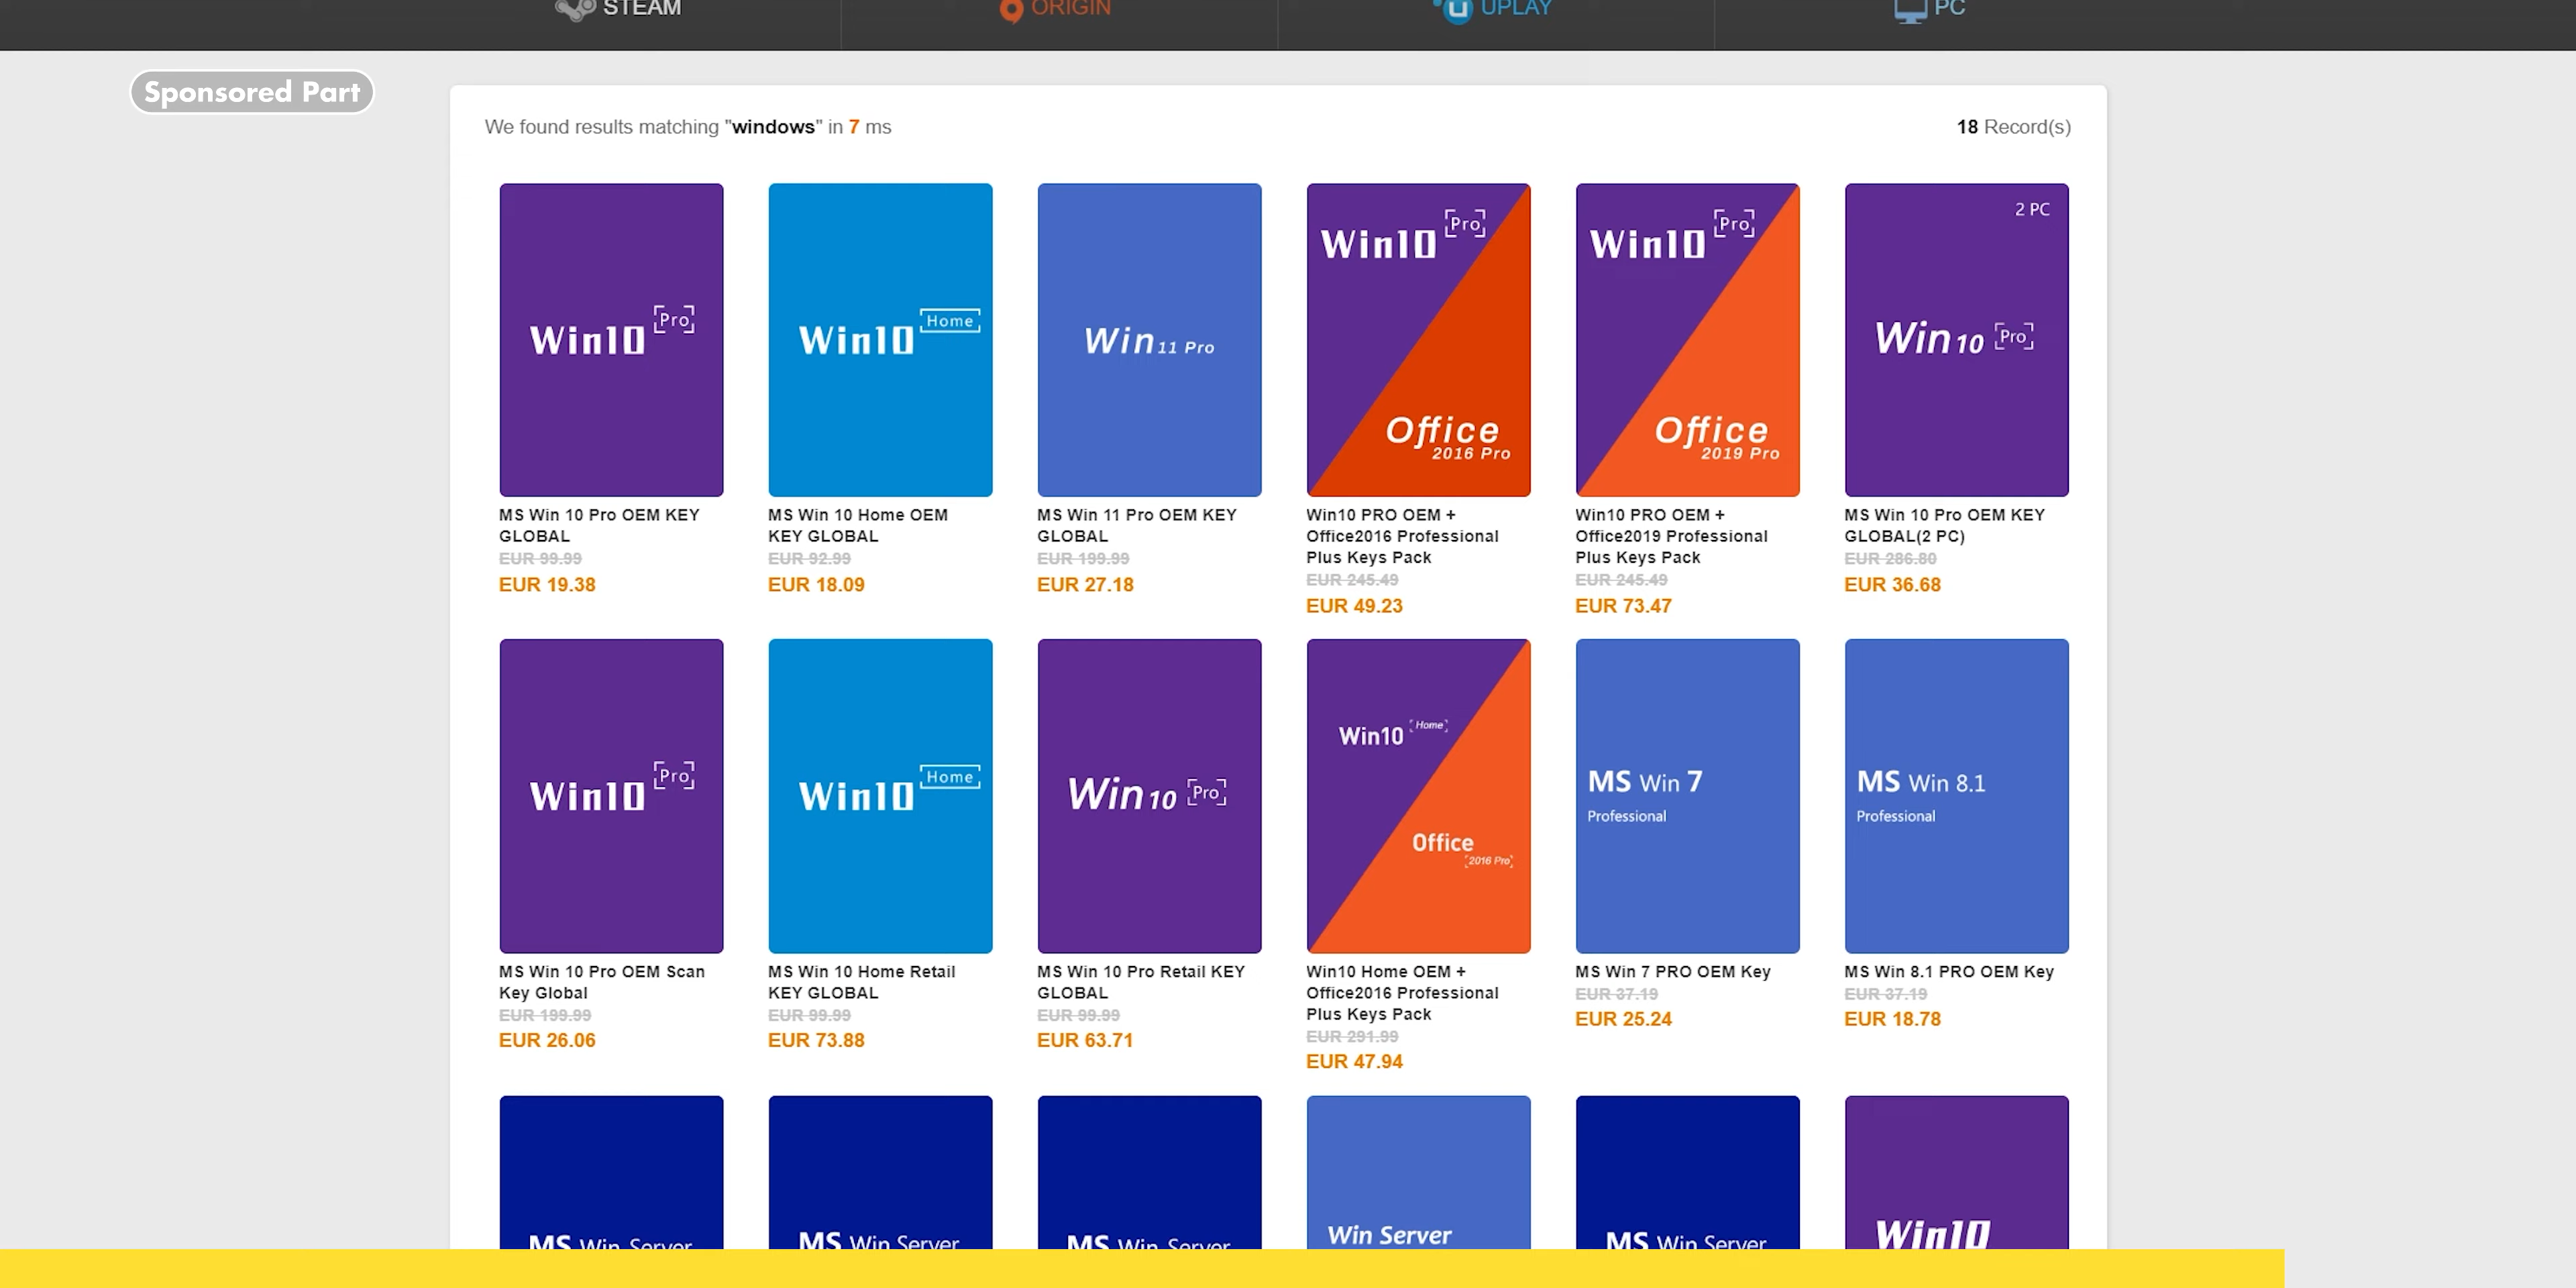 STEAM
ORIGIN
UPLAY
PC
Sponsored Part
We found results matching "windows" in 7 ms
18 Record(s)
Win10 Pro
Win10 Home
Win 11 Pro
Win10 Pro
Office
2016 Pro
Win10 Pro
Office
2019 Pro
2 PC
Win 10 Pro
MS Win 10 Pro OEM KEY
GLOBAL
EUR 99.99
EUR 19.38
MS Win 10 Home OEM
KEY GLOBAL
EUR 92.99
EUR 18.09
MS Win 11 Pro OEM KEY
GLOBAL
EUR 199.99
EUR 27.18
Win10 PRO OEM +
Office2016 Professional
Plus Keys Pack
EUR 245.49
EUR 49.23
Win10 PRO OEM +
Office2019 Professional
Plus Keys Pack
EUR 245.49
EUR 73.47
MS Win 10 Pro OEM KEY
GLOBAL(2 PC)
EUR 286.80
EUR 36.68
Win10 Pro
Win10 Home
Win 10 Pro
Win10 Home
Office
2016 Pro
MS Win 7
Professional
MS Win 8.1
Professional
MS Win 10 Pro OEM Scan
Key Global
EUR 199.99
EUR 26.06
MS Win 10 Home Retail
KEY GLOBAL
EUR 99.99
EUR 73.88
MS Win 10 Pro Retail KEY
GLOBAL
EUR 99.99
EUR 63.71
Win10 Home OEM +
Office2016 Professional
Plus Keys Pack
EUR 291.99
EUR 47.94
MS Win 7 PRO OEM Key
EUR 37.19
EUR 25.24
MS Win 8.1 PRO OEM Key
EUR 37.19
EUR 18.78
MS Win Server
MS Win Server
MS Win Server
Win Server
MS Win Server
Win10